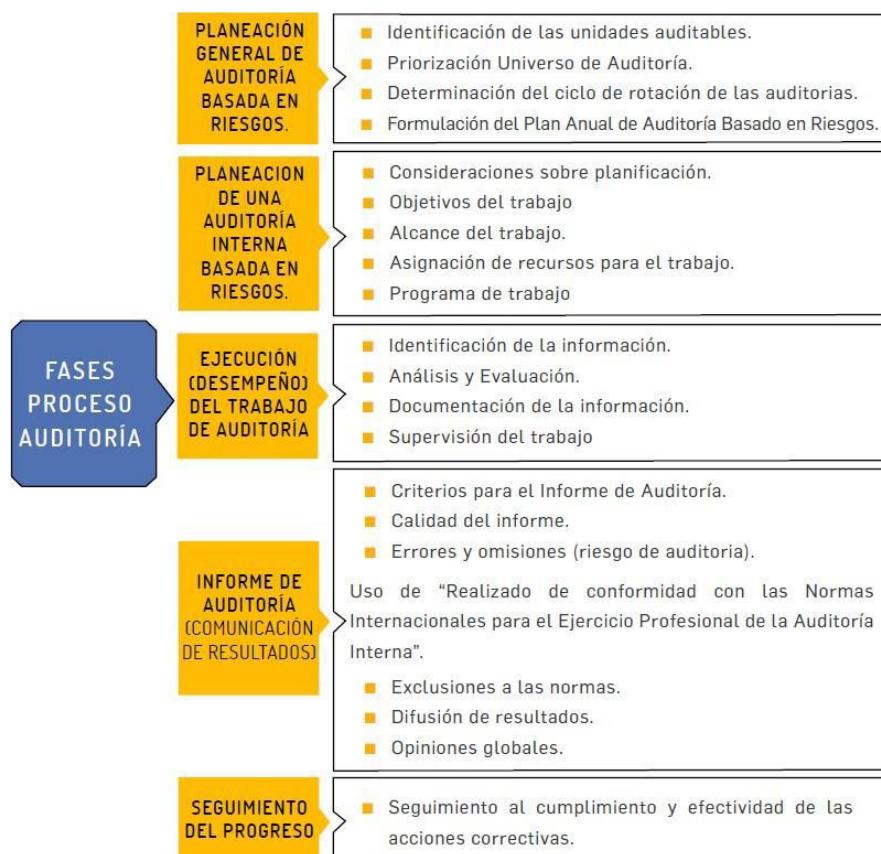 FASES
PROCESO
AUDITORÍA
PLANEACIÓN
GENERAL DE
AUDITORÍA
BASADA EN
RIESGOS.
Identificación de las unidades auditables.
Priorización Universo de Auditoría.
Determinación del ciclo de rotación de las auditorias.
Formulación del Plan Anual de Auditoría Basado en Riesgos.
PLANEACION
DE UNA
AUDITORÍA
INTERNA
BASADA EN
RIESGOS.
Consideraciones sobre planificación.
Objetivos del trabajo
Alcance del trabajo.
Asignación de recursos para el trabajo.
Programa de trabajo
EJECUCIÓN
(DESEMPEÑO)
DEL TRABAJO
DE AUDITORÍA
Identificación de la información.
Análisis y Evaluación.
Documentación de la información.
Supervisión del trabajo
INFORME DE
AUDITORÍA
(COMUNICACIÓN
DE RESULTADOS)
Criterios para el Informe de Auditoría.
Calidad del informe.
Errores y omisiones (riesgo de auditoria).
Uso de “Realizado de conformidad con las Normas
Internacionales para el Ejercicio Profesional de la Auditoría
Interna”.
Exclusiones a las normas.
Difusión de resultados.
Opiniones globales.
SEGUIMIENTO
DEL PROGRESO
Seguimiento al cumplimiento y efectividad de las
acciones correctivas.